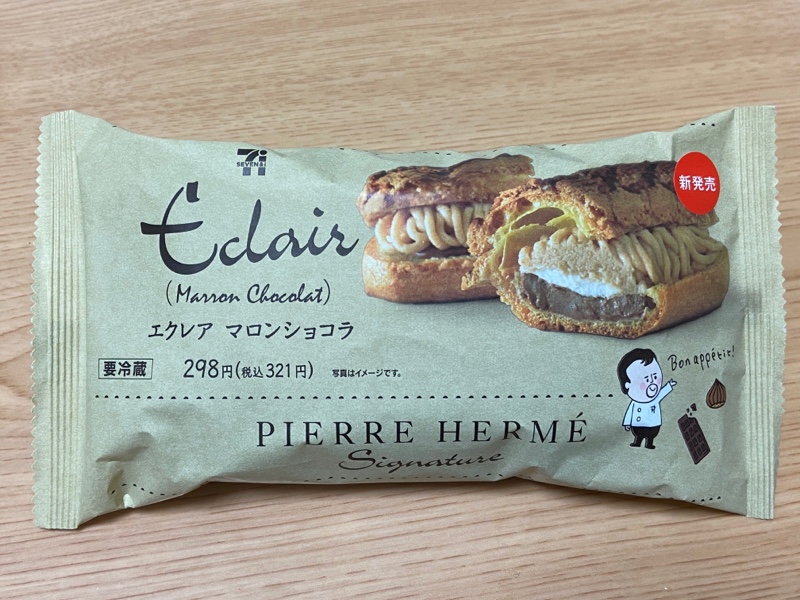 SEVEN&i
新発売
Éclair
(Marron Chocolat)
エクレア マロンショコラ
要冷蔵 298円(税込321円) 写真はイメージです。
Bon appétit!
PIERRE HERMÉ
Signature